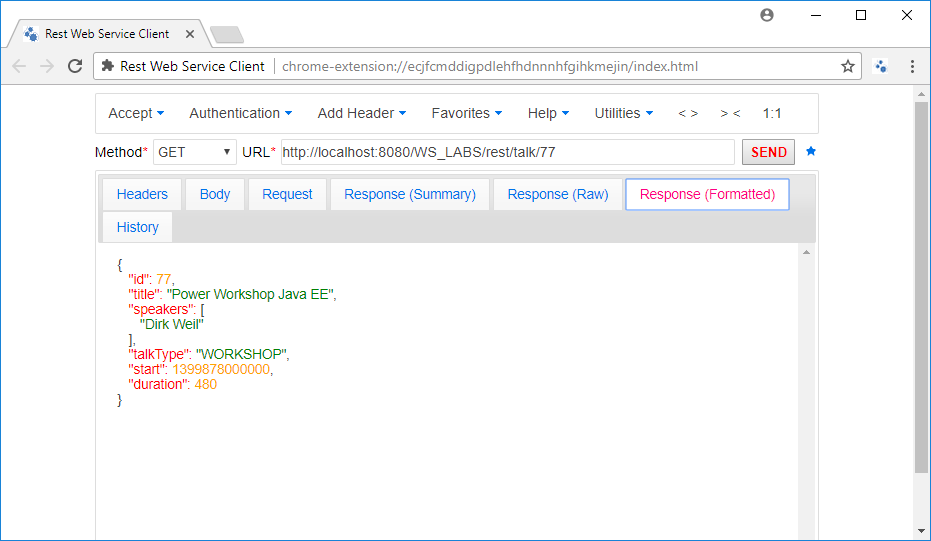 Rest Web Service Client
Rest Web Service Client chrome-extension://ecjfcmddigpdlehfhdnnnhfgihkmejin/index.html
Accept Authentication Add Header Favorites Help Utilities < > > < 1:1
Method* GET URL* http://localhost:8080/WS_LABS/rest/talk/77 SEND
Headers Body Request Response (Summary) Response (Raw) Response (Formatted)
History
{
"id": 77,
"title": "Power Workshop Java EE",
"speakers": [
"Dirk Weil"
],
"talkType": "WORKSHOP",
"start": 1399878000000,
"duration": 480
}